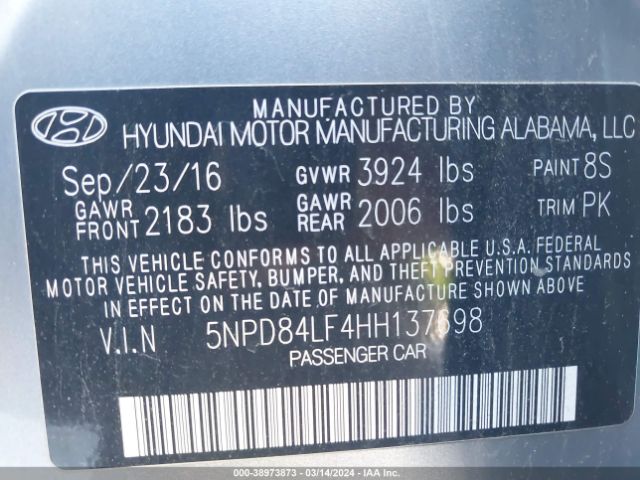 MANUFACTURED BY
HYUNDAI MOTOR MANUFACTURING ALABAMA, LLC
Sep/23/16 GVWR 3924 lbs PAINT 8S
GAWR FRONT 2183 lbs GAWR REAR 2006 lbs TRIM PK
THIS VEHICLE CONFORMS TO ALL APPLICABLE U.S.A. FEDERAL
MOTOR VEHICLE SAFETY, BUMPER, AND THEFT PREVENTION STANDARDS
IN EFFECT ON THE DATE OF MANUFACTURE SHOWN ABOVE
V.I.N 5NPD84LF4HH137698
PASSENGER CAR
000-38973873 - 03/14/2024 - IAA Inc.